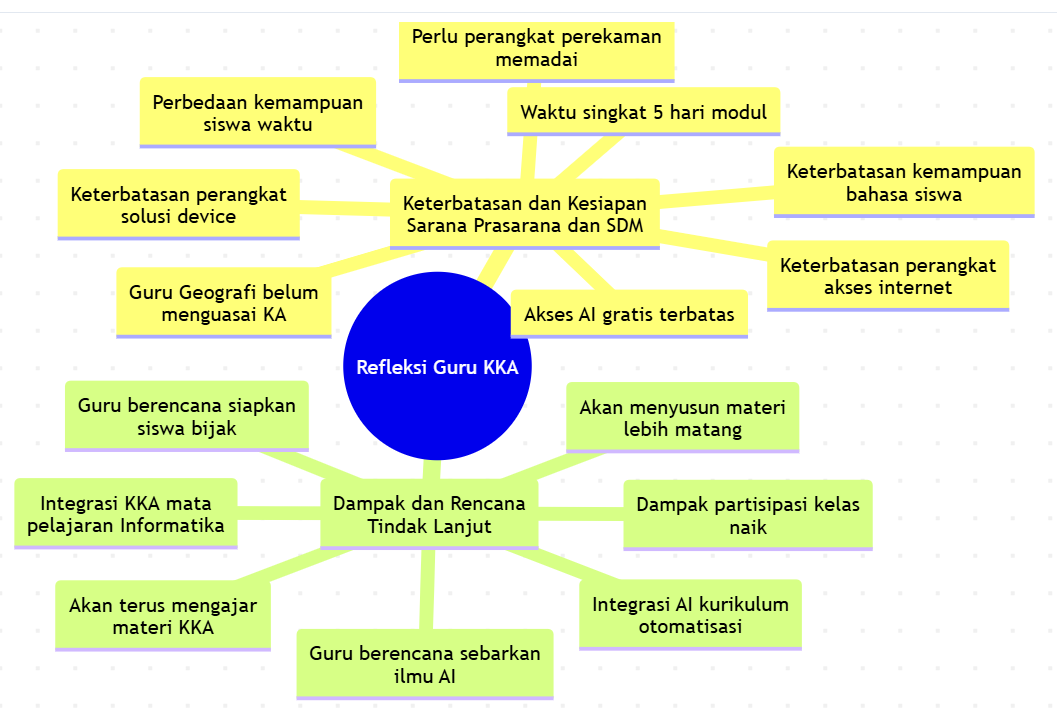 Perlu perangkat perekaman
memadai
Perbedaan kemampuan
siswa waktu
Waktu singkat 5 hari modul
Keterbatasan kemampuan
bahasa siswa
Keterbatasan perangkat
solusi device
Keterbatasan dan Kesiapan
Sarana Prasarana dan SDM
Keterbatasan perangkat
akses internet
Guru Geografi belum
menguasai KA
Akses AI gratis terbatas
Refleksi Guru KKA
Guru berencana siapkan
siswa bijak
Akan menyusun materi
lebih matang
Integrasi KKA mata
pelajaran Informatika
Dampak dan Rencana
Tindak Lanjut
Dampak partisipasi kelas
naik
Akan terus mengajar
materi KKA
Integrasi AI kurikulum
otomatisasi
Guru berencana sebarkan
ilmu AI